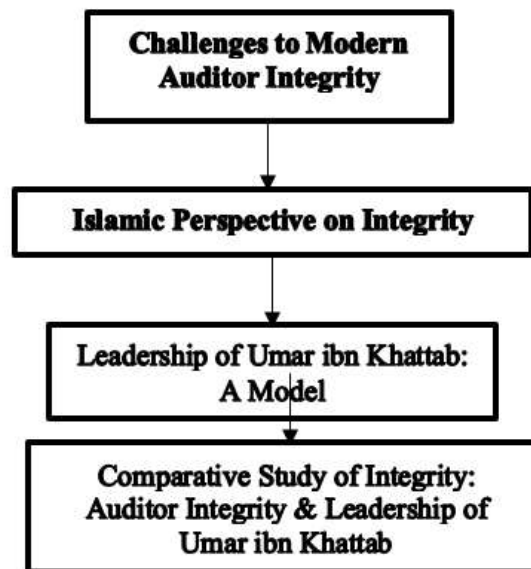 Challenges to Modern
Auditor Integrity
Islamic Perspective on Integrity
Leadership of Umar ibn Khattab:
A Model
Comparative Study of Integrity:
Auditor Integrity & Leadership of
Umar ibn Khattab